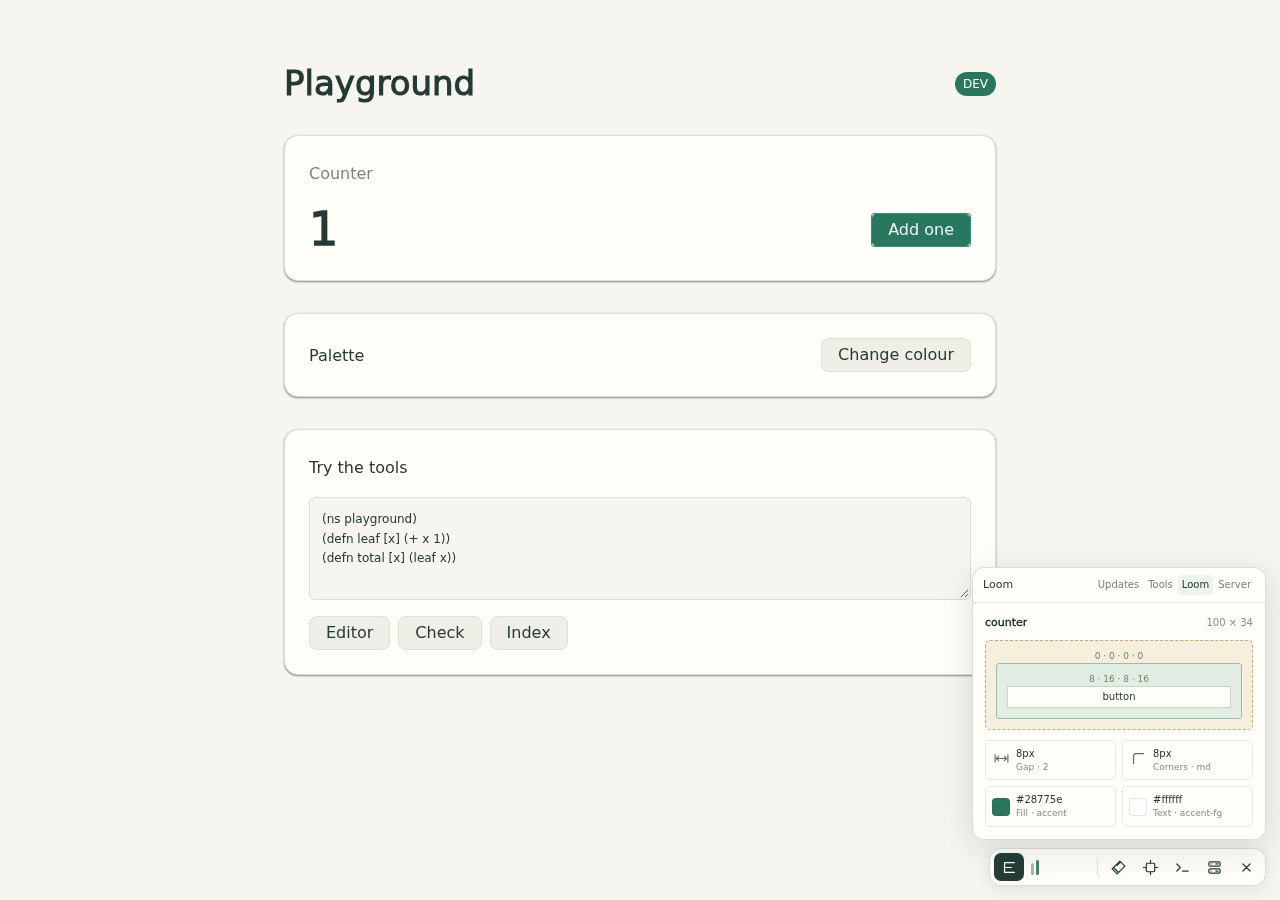 Playground
DEV
Counter
1
Add one
Palette
Change colour
Try the tools
(ns playground)
(defn leaf [x] (+ x 1))
(defn total [x] (leaf x))
Editor
Check
Index
Loom
Updates
Tools
Loom
Server
counter
100 × 34
0 · 0 · 0 · 0
8 · 16 · 8 · 16
button
8px
Gap · 2
8px
Corners · md
#28775e
Fill · accent
#ffffff
Text · accent-fg